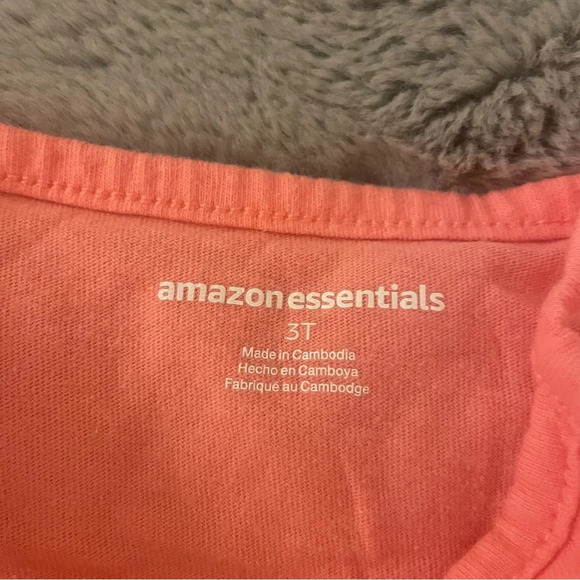 amazon essentials
3T
Made in Cambodia
Hecho en Camboya
Fabriqué au Cambodge